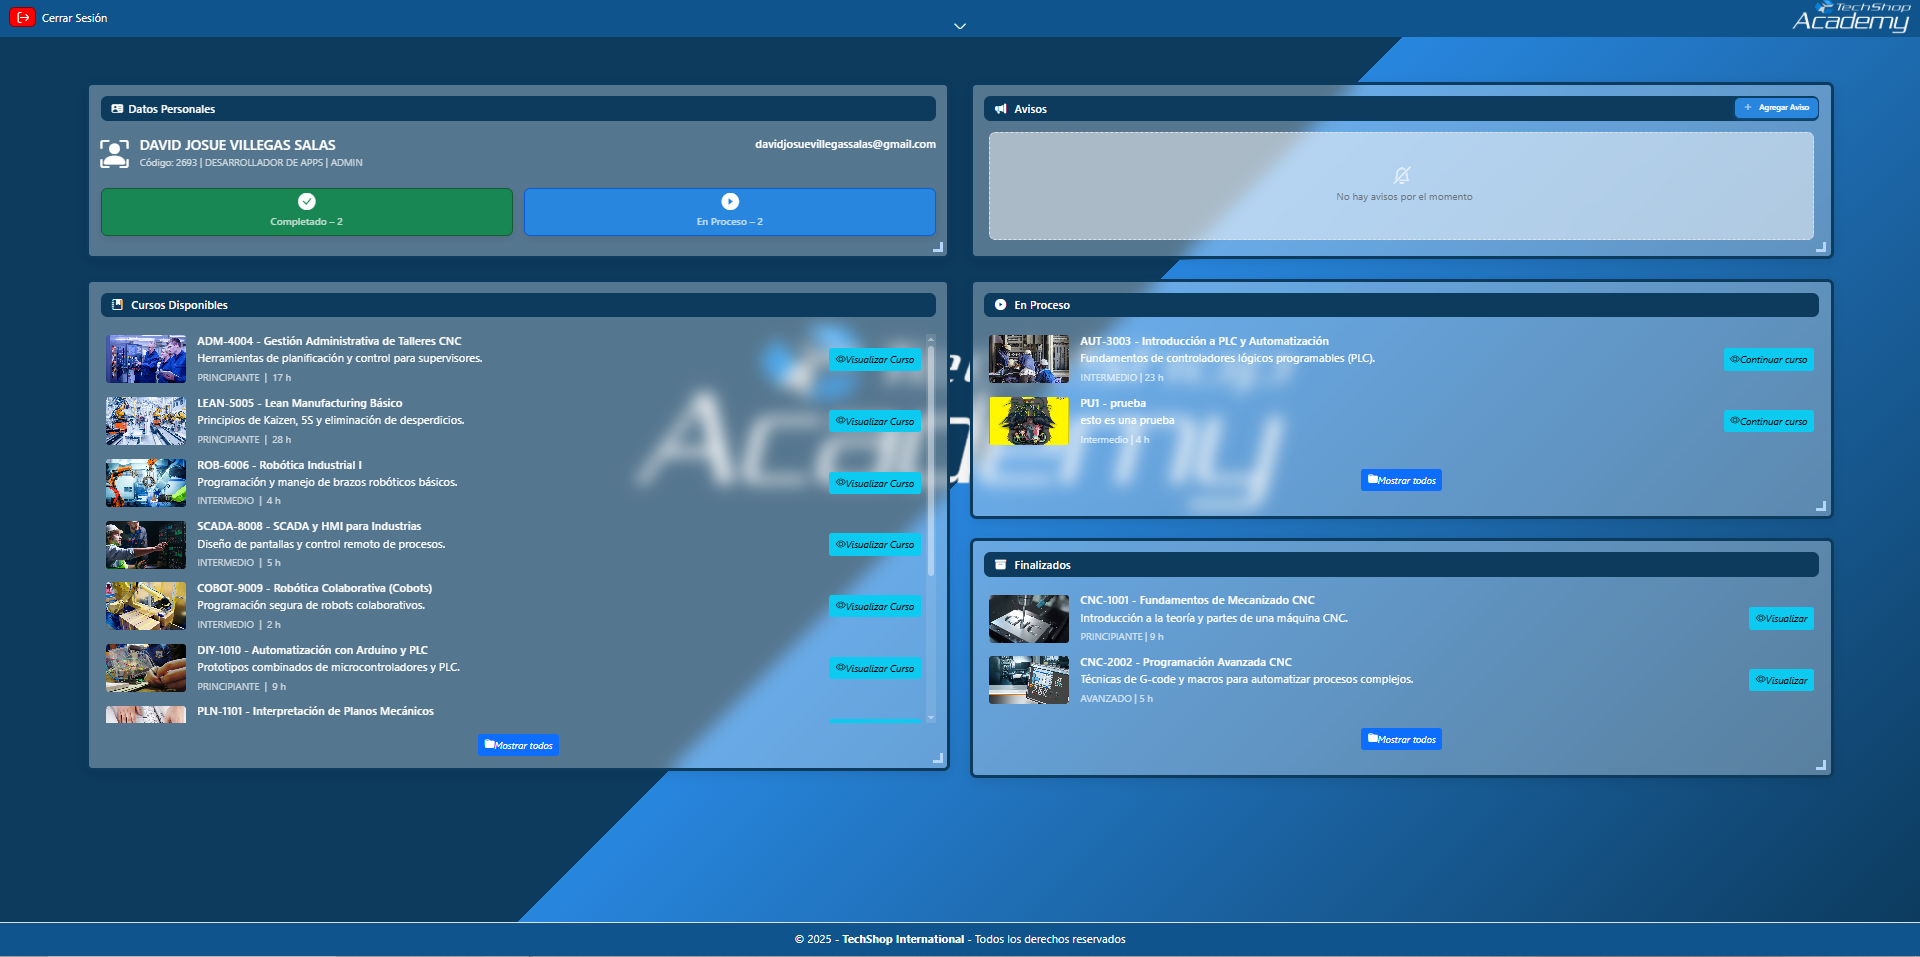 Cerrar Sesión
TechShop
Academy
Datos Personales
DAVID JOSUE VILLEGAS SALAS
Código: 2693 | DESARROLLADOR DE APPS | ADMIN
davidjosuevillegassalas@gmail.com
Completado – 2
En Proceso – 2
Avisos
Agregar Aviso
No hay avisos por el momento
Cursos Disponibles
ADM-4004 - Gestión Administrativa de Talleres CNC
Herramientas de planificación y control para supervisores.
PRINCIPIANTE | 17 h
Visualizar Curso
LEAN-5005 - Lean Manufacturing Básico
Principios de Kaizen, 5S y eliminación de desperdicios.
PRINCIPIANTE | 28 h
Visualizar Curso
ROB-6006 - Robótica Industrial I
Programación y manejo de brazos robóticos básicos.
INTERMEDIO | 4 h
Visualizar Curso
SCADA-8008 - SCADA y HMI para Industrias
Diseño de pantallas y control remoto de procesos.
INTERMEDIO | 5 h
Visualizar Curso
COBOT-9009 - Robótica Colaborativa (Cobots)
Programación segura de robots colaborativos.
INTERMEDIO | 2 h
Visualizar Curso
DIY-1010 - Automatización con Arduino y PLC
Prototipos combinados de microcontroladores y PLC.
PRINCIPIANTE | 9 h
Visualizar Curso
PLN-1101 - Interpretación de Planos Mecánicos
Mostrar todos
En Proceso
AUT-3003 - Introducción a PLC y Automatización
Fundamentos de controladores lógicos programables (PLC).
INTERMEDIO | 23 h
Continuar curso
PU1 - prueba
esto es una prueba
Intermedio | 4 h
Continuar curso
Mostrar todos
Finalizados
CNC-1001 - Fundamentos de Mecanizado CNC
Introducción a la teoría y partes de una máquina CNC.
PRINCIPIANTE | 9 h
CNC
Visualizar
CNC-2002 - Programación Avanzada CNC
Técnicas de G-code y macros para automatizar procesos complejos.
AVANZADO | 5 h
Visualizar
Mostrar todos
Academy
© 2025 - TechShop International - Todos los derechos reservados